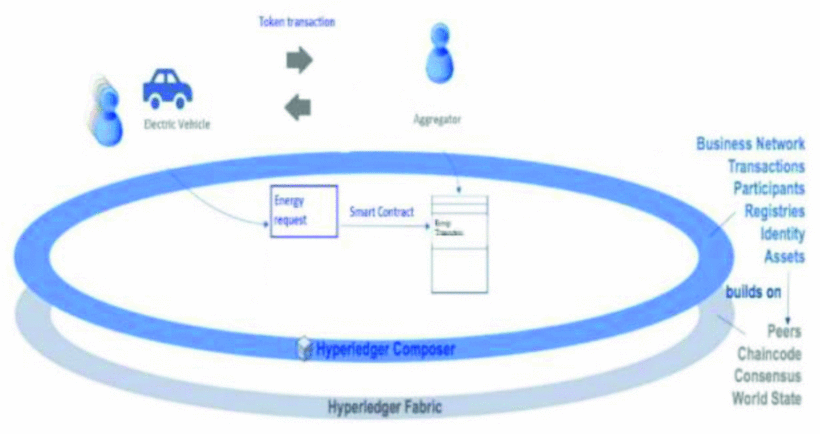 Token transaction
Electric Vehicle
Aggregator
Energy
request
Smart Contract
Energy
Transaction
Business Network
Transactions
Participants
Registries
Identity
Assets
builds on
Peers
Chaincode
Consensus
World State
Hyperledger Composer
Hyperledger Fabric